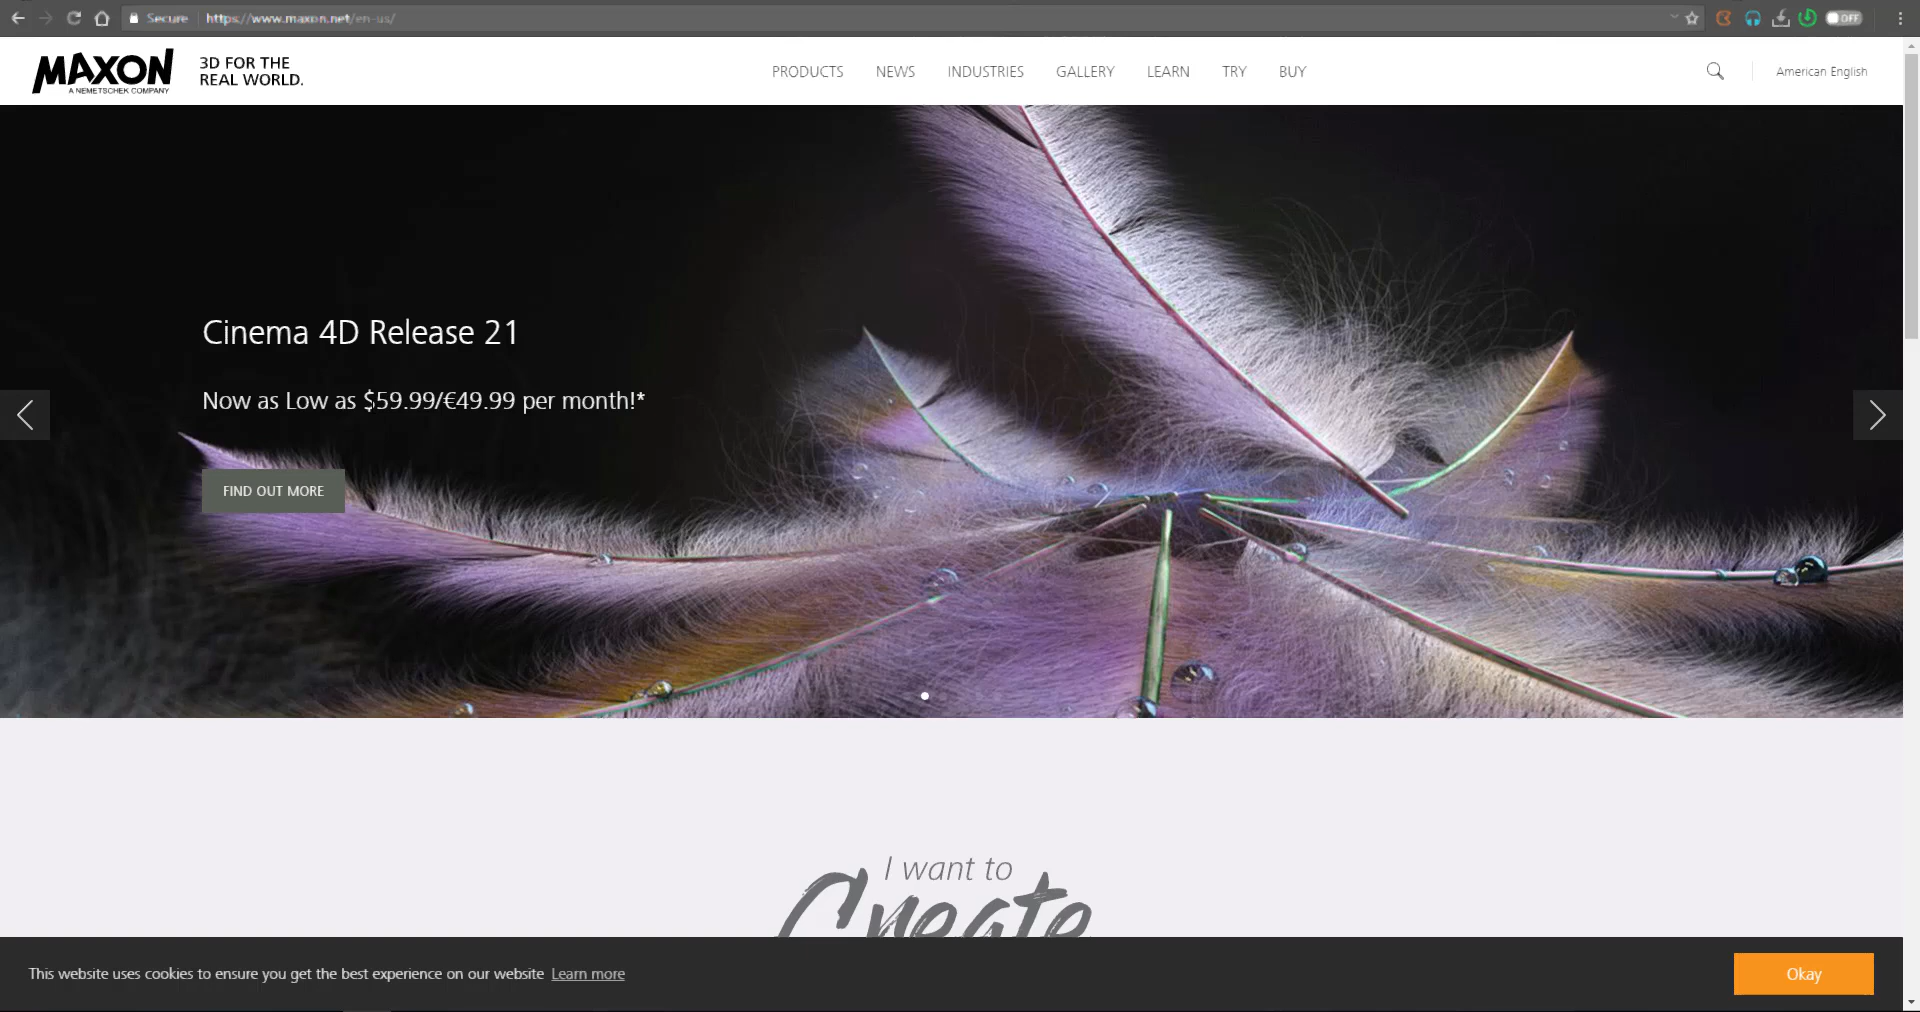 Secure https://www.maxon.net/en-us/
OFF
MAXON
A NEMETSCHEK COMPANY
3D FOR THE
REAL WORLD.
PRODUCTS NEWS INDUSTRIES GALLERY LEARN TRY BUY
American English
Cinema 4D Release 21
Now as Low as $59.99/€49.99 per month!*
FIND OUT MORE
I want to
Create
This website uses cookies to ensure you get the best experience on our website Learn more
Okay